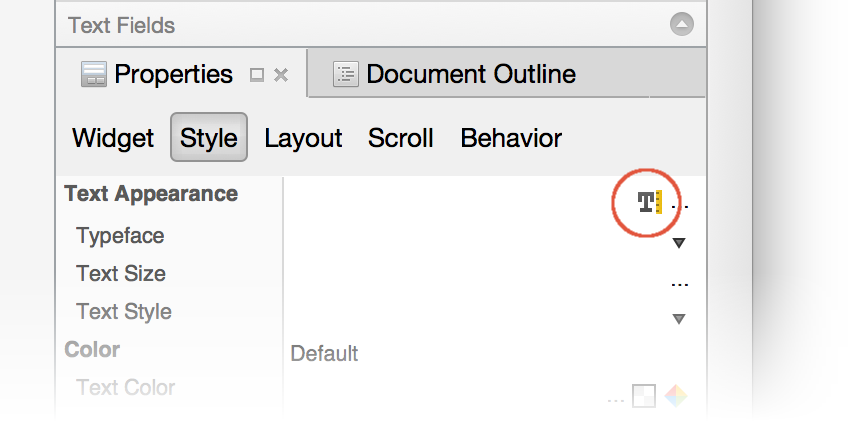 Text Fields
Properties Document Outline
Widget Style Layout Scroll Behavior
Text Appearance ...
Typeface
Text Size ...
Text Style
Color Default
Text Color ...